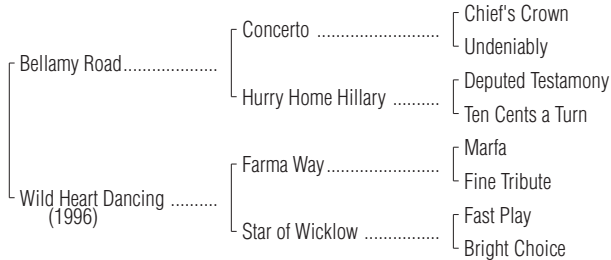 Chief's Crown
Concerto ......................
Undeniably
Bellamy Road.................
Deputed Testamony
Hurry Home Hillary ........
Ten Cents a Turn
Marfa
Farma Way....................
Fine Tribute
Wild Heart Dancing ........
(1996)
Fast Play
Star of Wicklow .............
Bright Choice